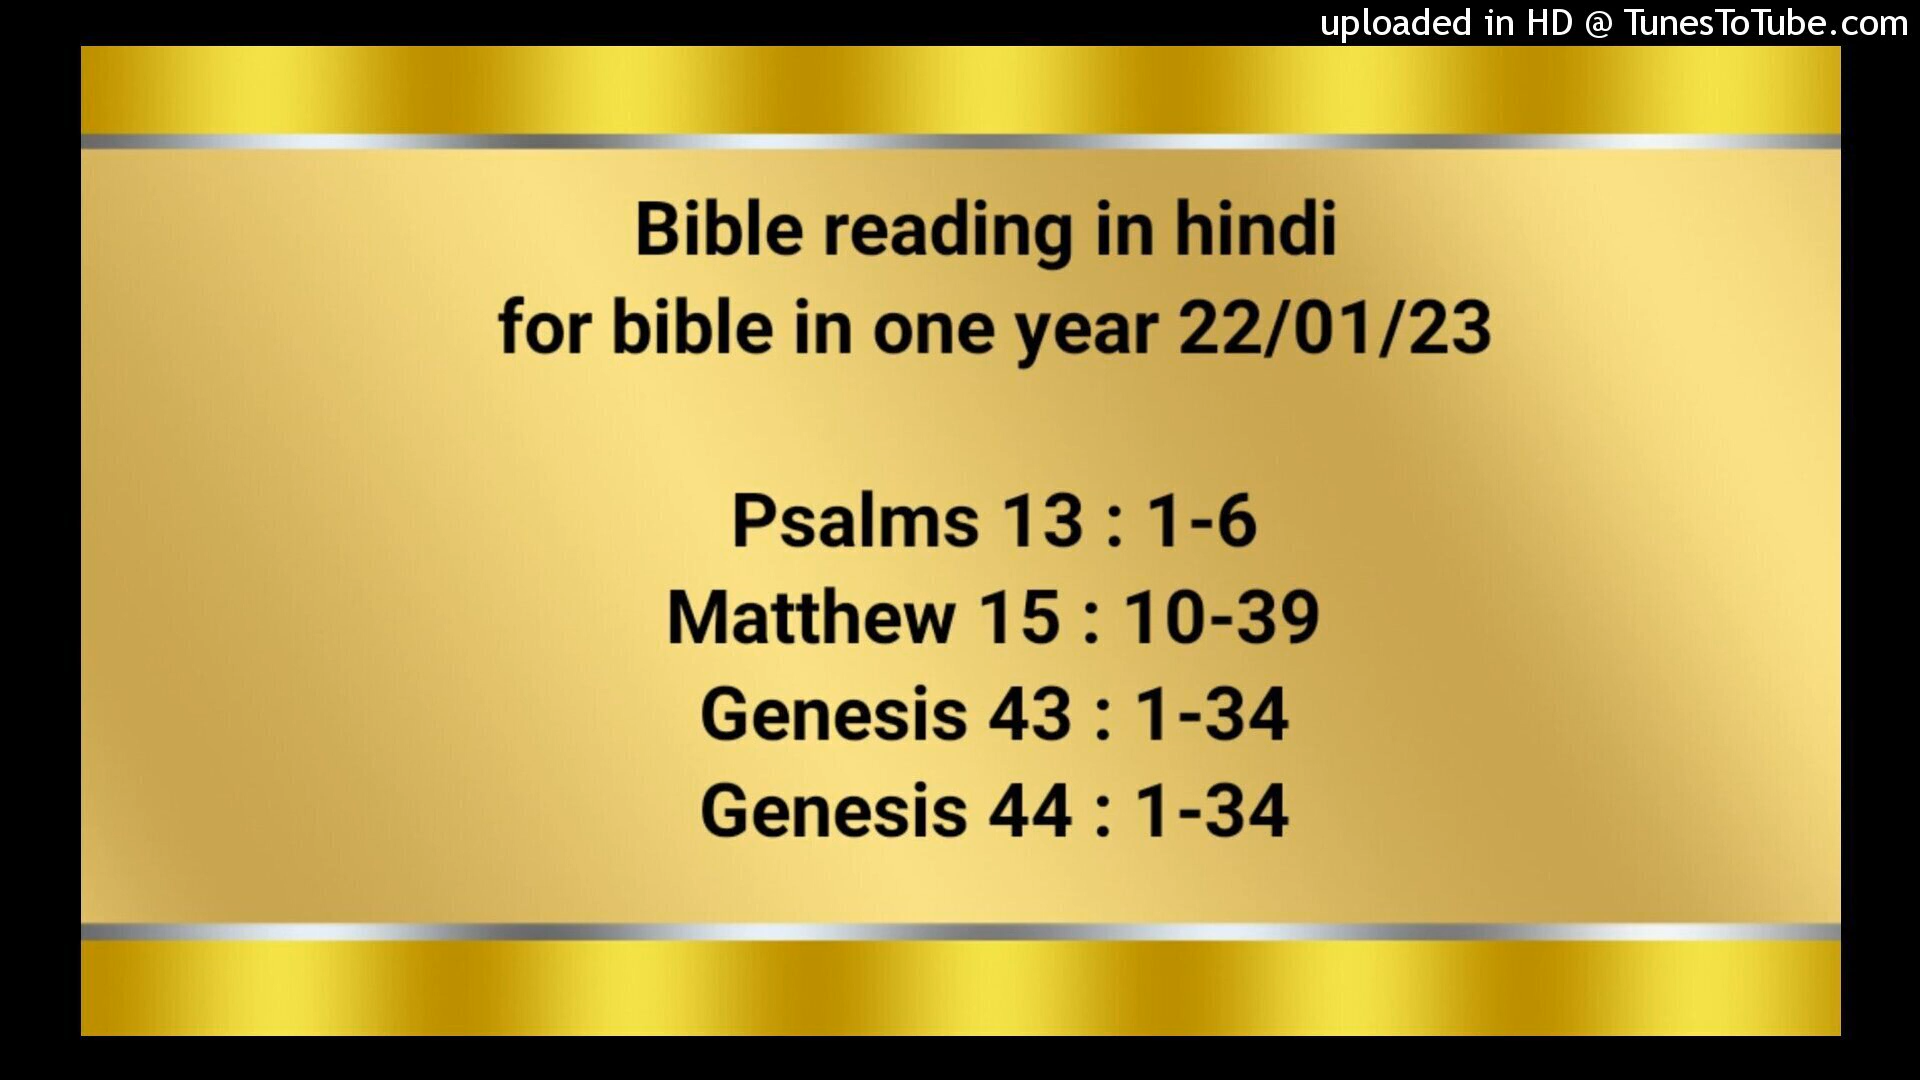 uploaded in HD @ TunesToTube.com
Bible reading in hindi
for bible in one year 22/01/23
Psalms 13 : 1-6
Matthew 15 : 10-39
Genesis 43 : 1-34
Genesis 44 : 1-34